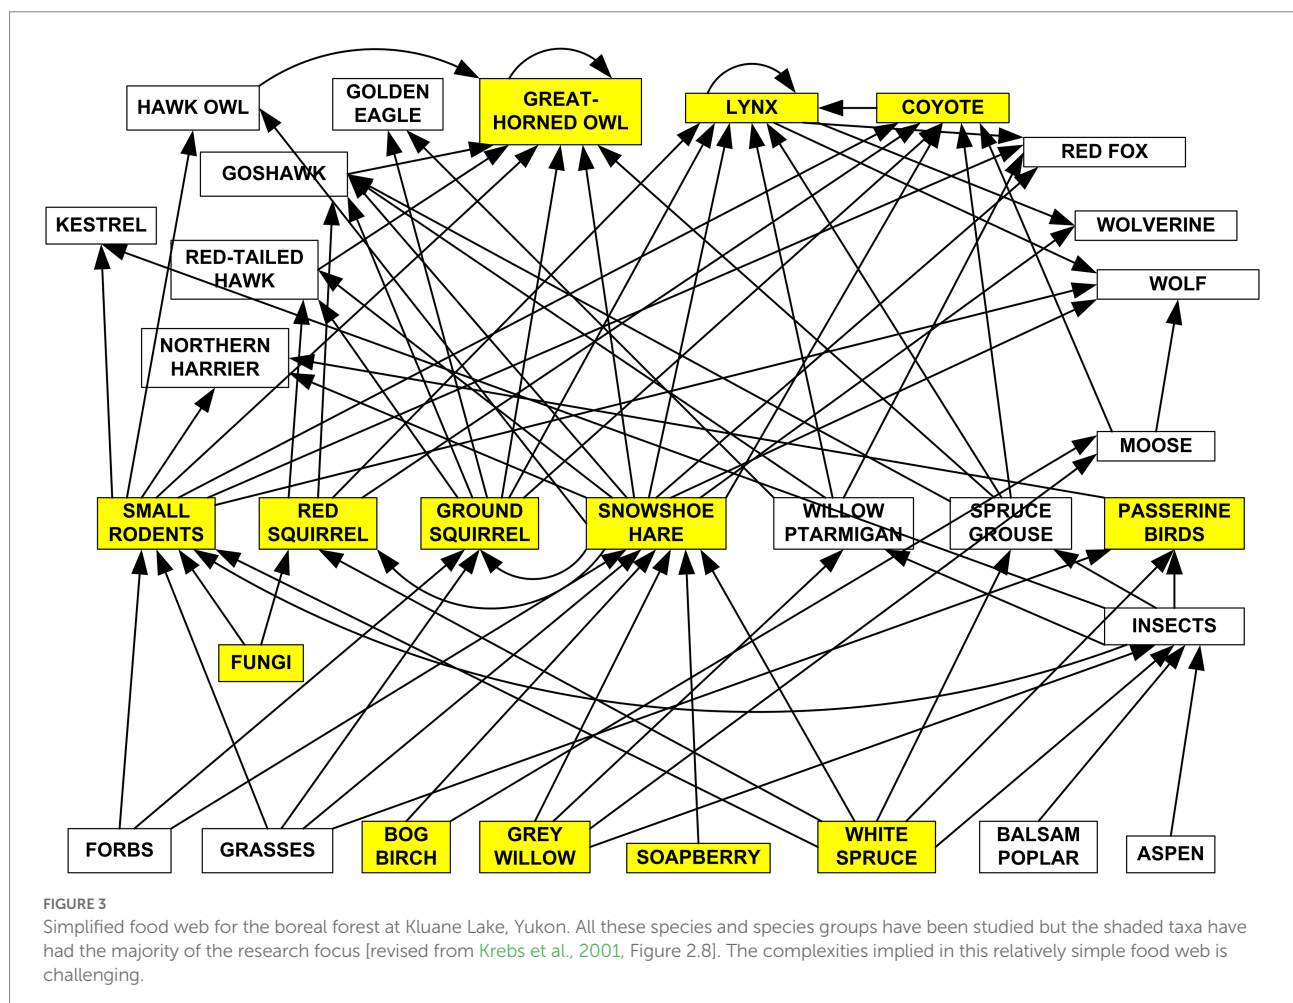 HAWK OWL
GOLDEN
EAGLE
GREAT-
HORNED OWL
LYNX
COYOTE
RED FOX
GOSHAWK
KESTREL
WOLVERINE
RED-TAILED
HAWK
WOLF
NORTHERN
HARRIER
MOOSE
SMALL
RODENTS
RED
SQUIRREL
GROUND
SQUIRREL
SNOWSHOE
HARE
WILLOW
PTARMIGAN
SPRUCE
GROUSE
PASSERINE
BIRDS
INSECTS
FUNGI
FORBS
GRASSES
BOG
BIRCH
GREY
WILLOW
SOAPBERRY
WHITE
SPRUCE
BALSAM
POPLAR
ASPEN
FIGURE 3
Simplified food web for the boreal forest at Kluane Lake, Yukon. All these species and species groups have been studied but the shaded taxa have
had the majority of the research focus [revised from Krebs et al., 2001, Figure 2.8]. The complexities implied in this relatively simple food web is
challenging.